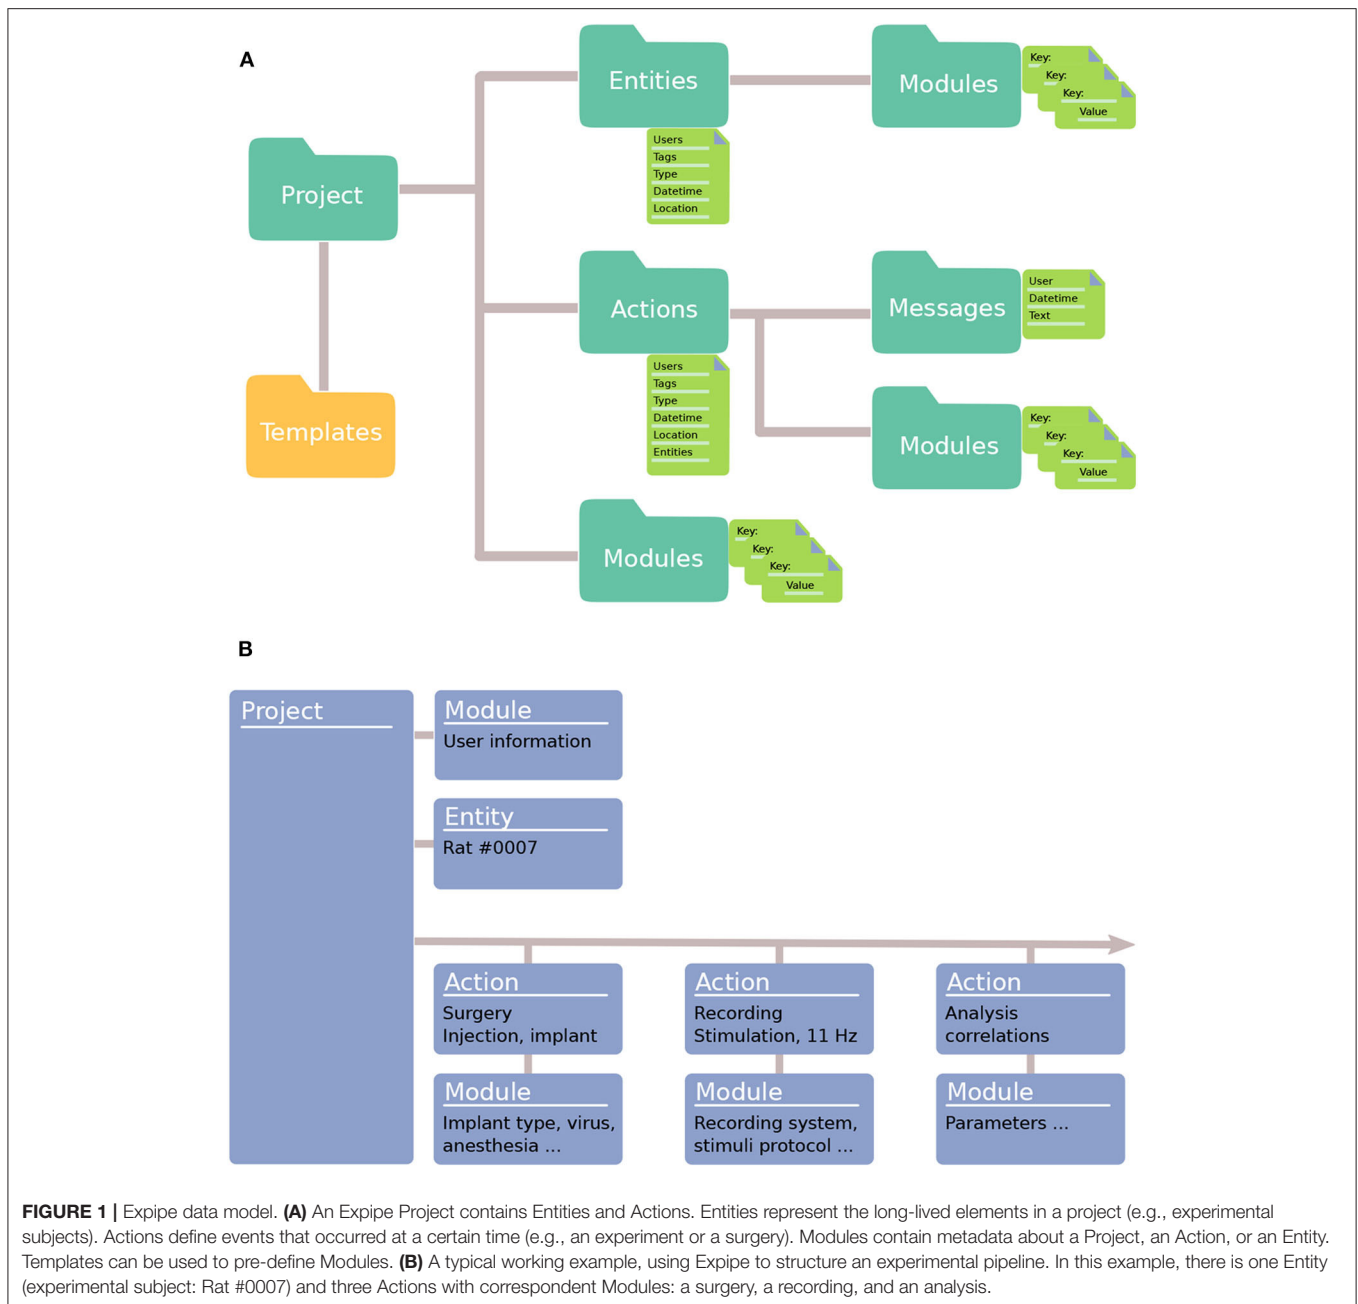 A
Entities
Modules
Key:
Key:
Key:
Value
Users
Tags
Type
Datetime
Location
Project
Actions
Messages
User
Datetime
Text
Users
Tags
Type
Datetime
Location
Entities
Templates
Modules
Key:
Key:
Key:
Value
Modules
Key:
Key:
Key:
Value
B
Project
Module
User information
Entity
Rat #0007
Action
Surgery
Injection, implant
Action
Recording
Stimulation, 11 Hz
Action
Analysis
correlations
Module
Implant type, virus,
anesthesia ...
Module
Recording system,
stimuli protocol ...
Module
Parameters ...
FIGURE 1 | Expipe data model. (A) An Expipe Project contains Entities and Actions. Entities represent the long-lived elements in a project (e.g., experimental
subjects). Actions define events that occurred at a certain time (e.g., an experiment or a surgery). Modules contain metadata about a Project, an Action, or an Entity.
Templates can be used to pre-define Modules. (B) A typical working example, using Expipe to structure an experimental pipeline. In this example, there is one Entity
(experimental subject: Rat #0007) and three Actions with correspondent Modules: a surgery, a recording, and an analysis.